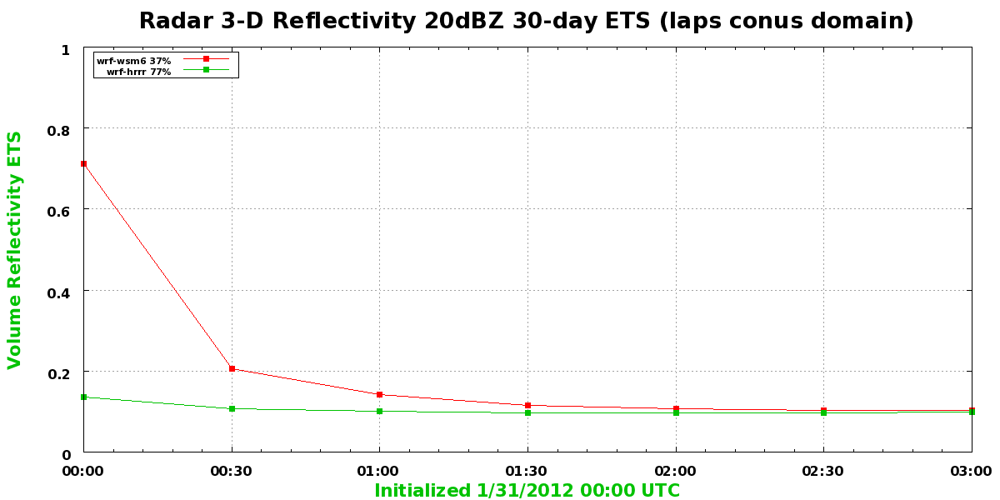 Radar 3-D Reflectivity 20dBZ 30-day ETS (laps conus domain)
wrf-wsm6 37%
wrf-hrrr 77%
Volume Reflectivity ETS
1
0.8
0.6
0.4
0.2
0
00:00 00:30 01:00 01:30 02:00 02:30 03:00
Initialized 1/31/2012 00:00 UTC